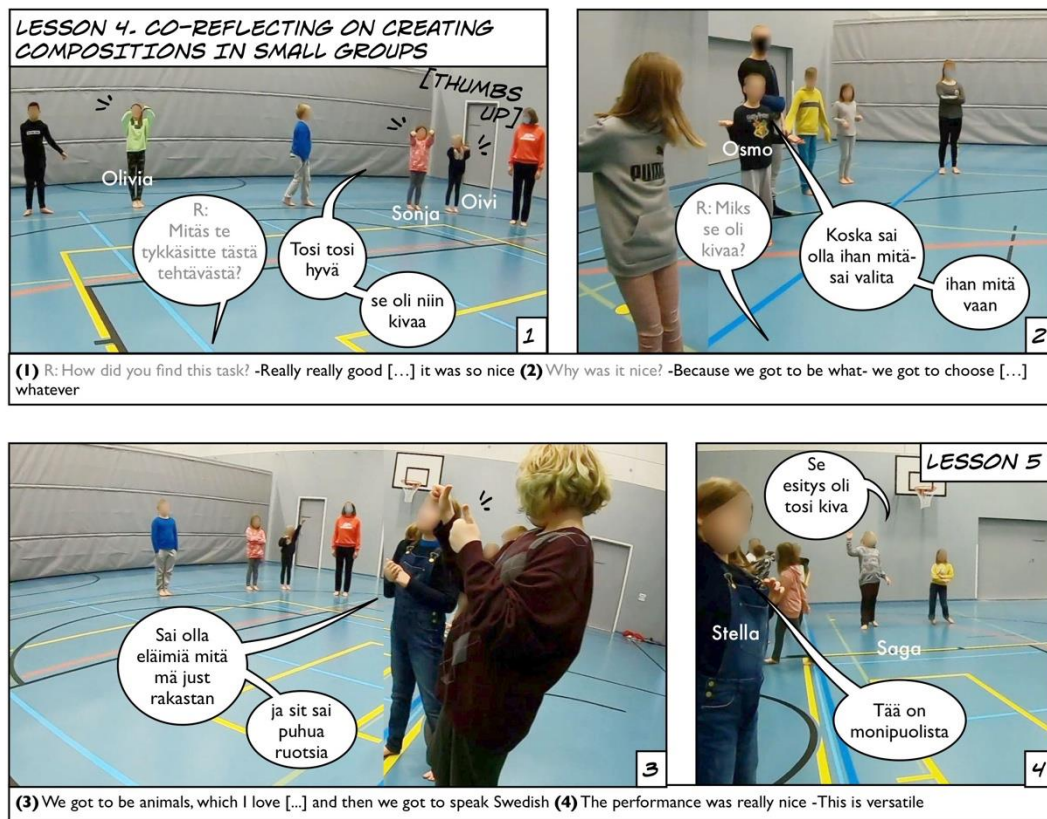 LESSON 4. CO-REFLECTING ON CREATING
COMPOSITIONS IN SMALL GROUPS
[THUMBS
UP]
Olivia
Sonja
Oivi
R:
Mitäs te
tykkäsitte tästä
tehtävästä?
Tosi tosi
hyvä
se oli niin
kivaa
1
Osmo
PUMA
R: Miks
se oli
kivaa?
Koska sai
olla ihan mitä-
sai valita
ihan mitä
vaan
2
(1) R: How did you find this task? -Really really good [...] it was so nice (2) Why was it nice? -Because we got to be what- we got to choose [...]
whatever
Sai olla
eläimiä mitä
mä just
rakastan
ja sit sai
puhua
ruotsia
3
LESSON 5
Se
esitys oli
tosi kiva
Stella
Saga
Tää on
monipuolista
4
(3) We got to be animals, which I love [...] and then we got to speak Swedish (4) The performance was really nice -This is versatile